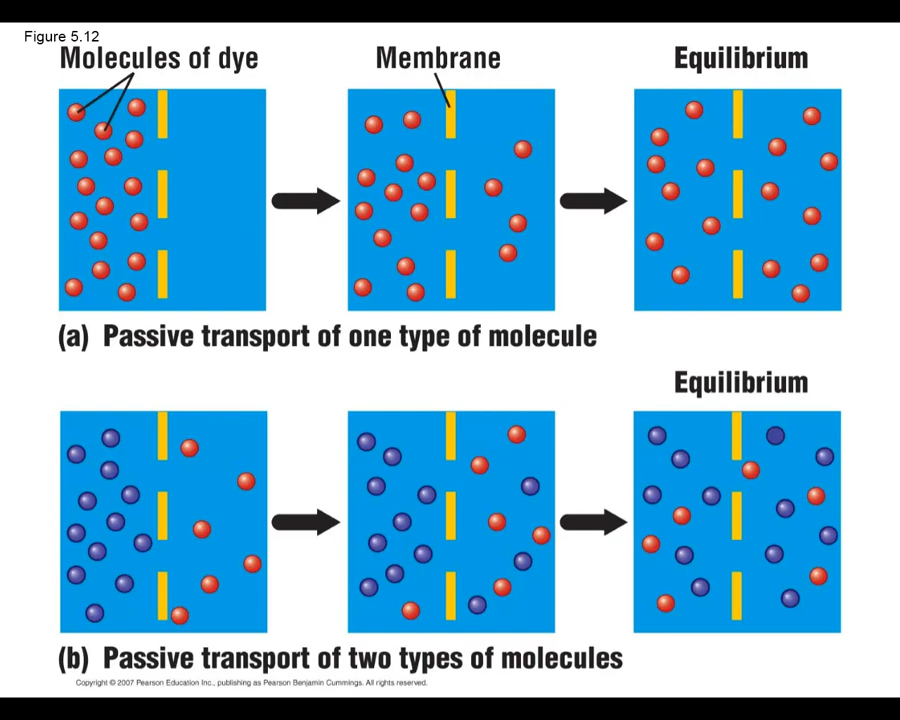 Figure 5.12
Molecules of dye
Membrane
Equilibrium
(a) Passive transport of one type of molecule
Equilibrium
(b) Passive transport of two types of molecules
Copyright © 2007 Pearson Education Inc., publishing as Pearson Benjamin Cummings. All rights reserved.